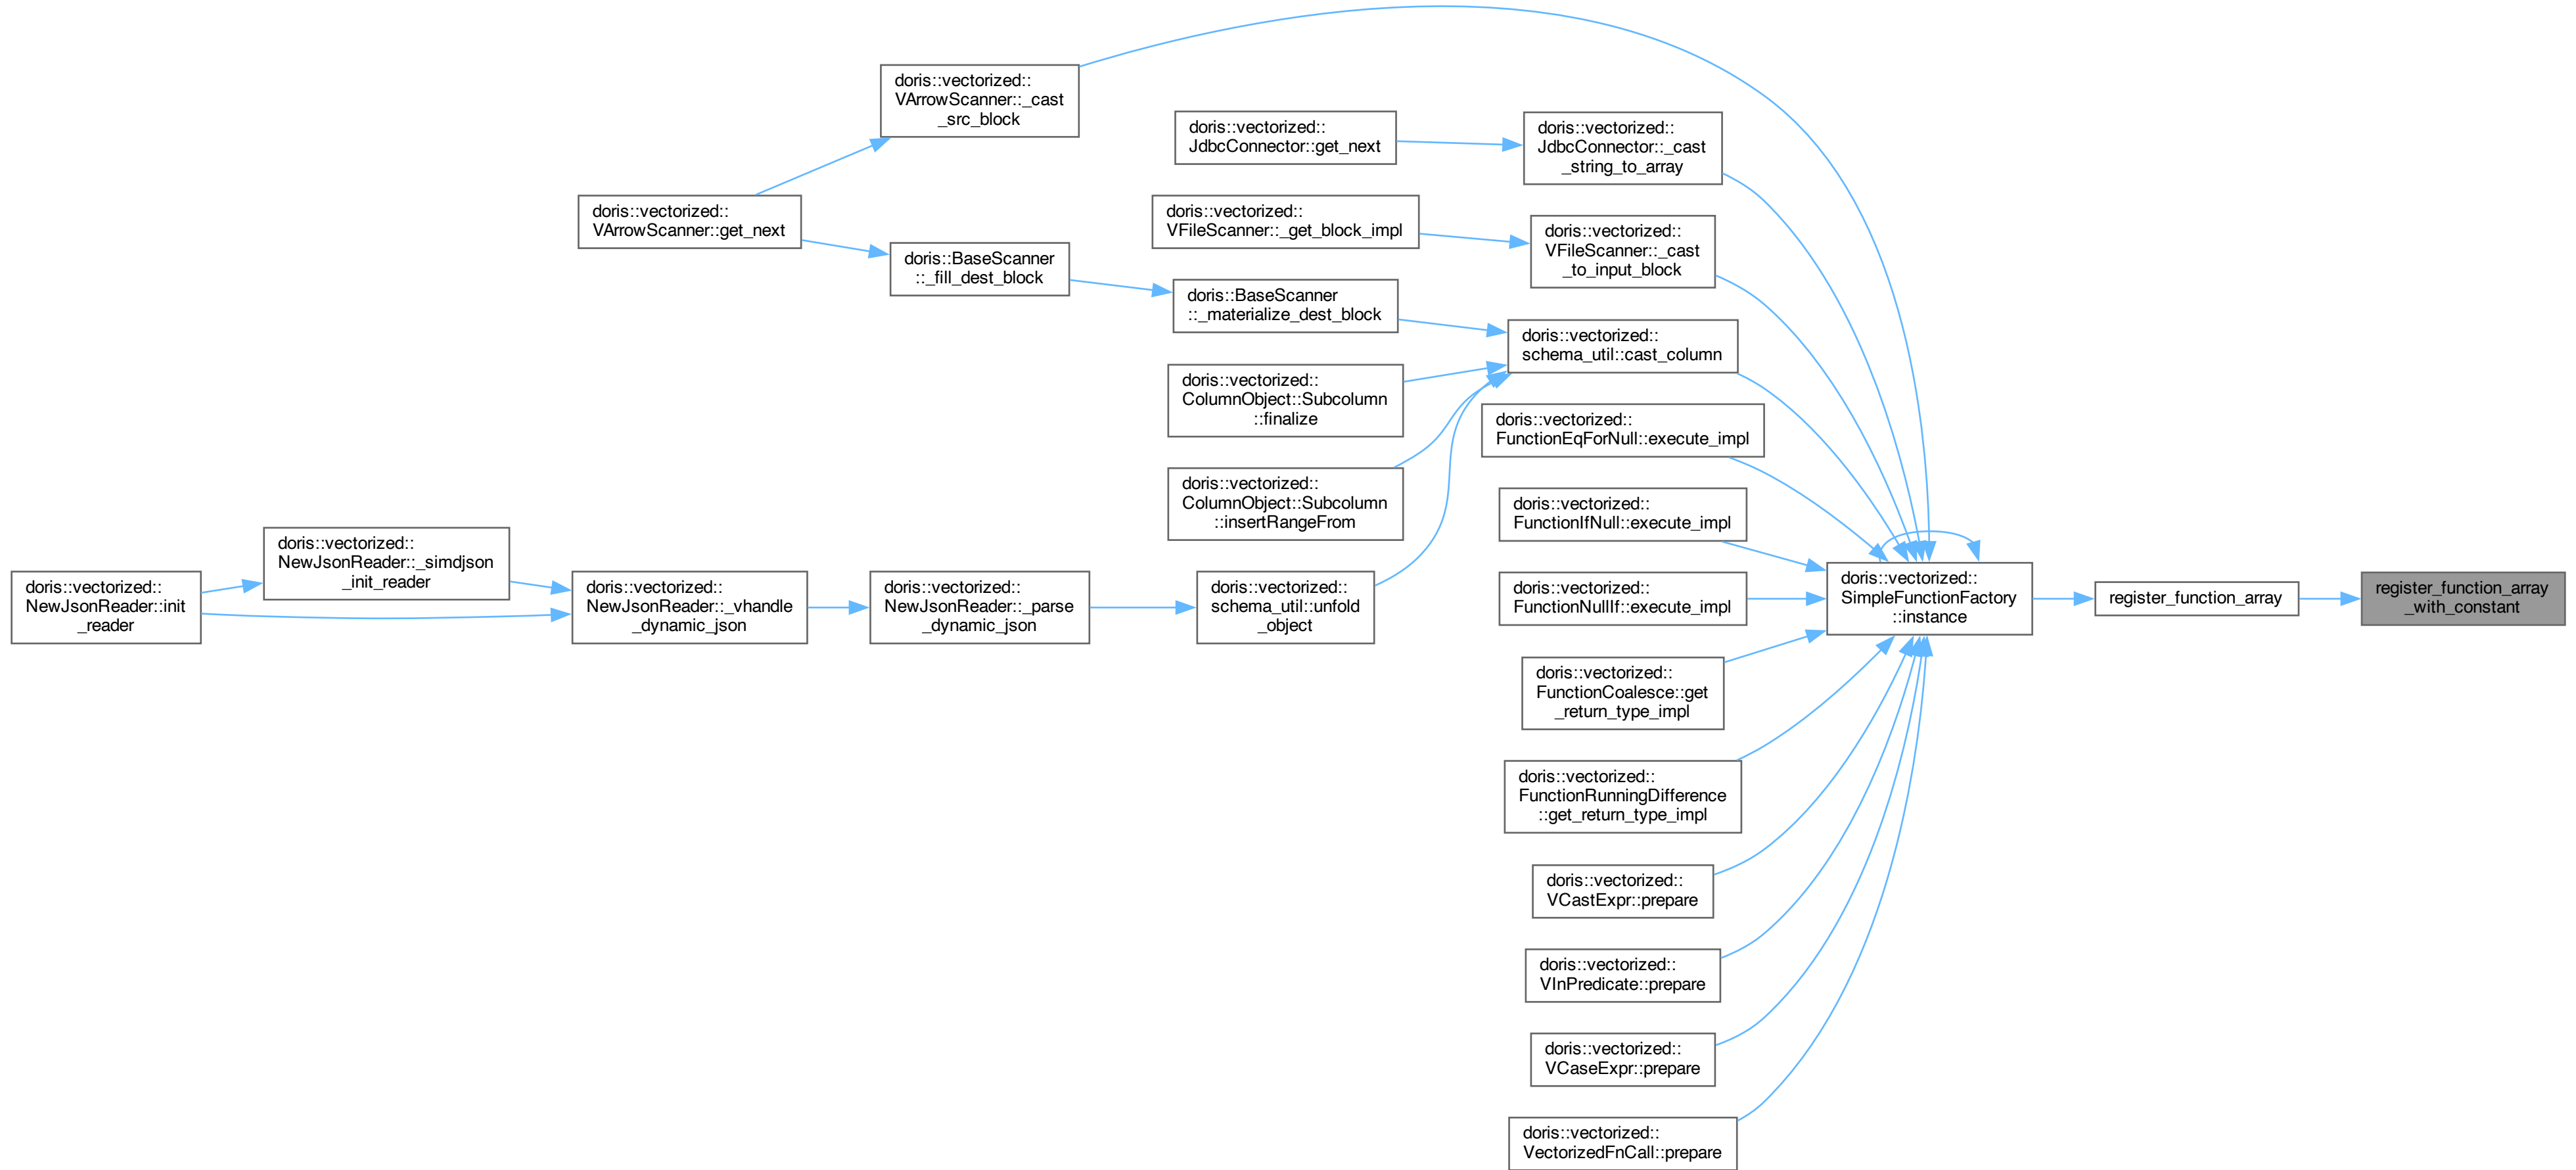 doris::vectorized::
VArrowScanner::_cast
_src_block
doris::vectorized::
JdbcConnector::get_next
doris::vectorized::
JdbcConnector::_cast
_string_to_array
doris::vectorized::
VArrowScanner::get_next
doris::vectorized::
VFileScanner::_get_block_impl
doris::vectorized::
VFileScanner::_cast
_to_input_block
doris::BaseScanner
::_fill_dest_block
doris::BaseScanner
::_materialize_dest_block
doris::vectorized::
schema_util::cast_column
doris::vectorized::
ColumnObject::Subcolumn
::finalize
doris::vectorized::
FunctionEqForNull::execute_impl
doris::vectorized::
ColumnObject::Subcolumn
::insertRangeFrom
doris::vectorized::
FunctionIfNull::execute_impl
doris::vectorized::
NewJsonReader::init
_reader
doris::vectorized::
NewJsonReader::_simdjson
_init_reader
doris::vectorized::
NewJsonReader::_vhandle
_dynamic_json
doris::vectorized::
NewJsonReader::_parse
_dynamic_json
doris::vectorized::
schema_util::unfold
_object
doris::vectorized::
FunctionNullIf::execute_impl
doris::vectorized::
SimpleFunctionFactory
::instance
register_function_array
register_function_array
_with_constant
doris::vectorized::
FunctionCoalesce::get
_return_type_impl
doris::vectorized::
FunctionRunningDifference
::get_return_type_impl
doris::vectorized::
VCastExpr::prepare
doris::vectorized::
VInPredicate::prepare
doris::vectorized::
VCaseExpr::prepare
doris::vectorized::
VectorizedFnCall::prepare